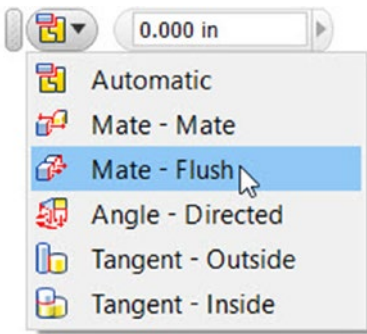 0.000 in
Automatic
Mate - Mate
Mate - Flush
Angle - Directed
Tangent - Outside
Tangent - Inside